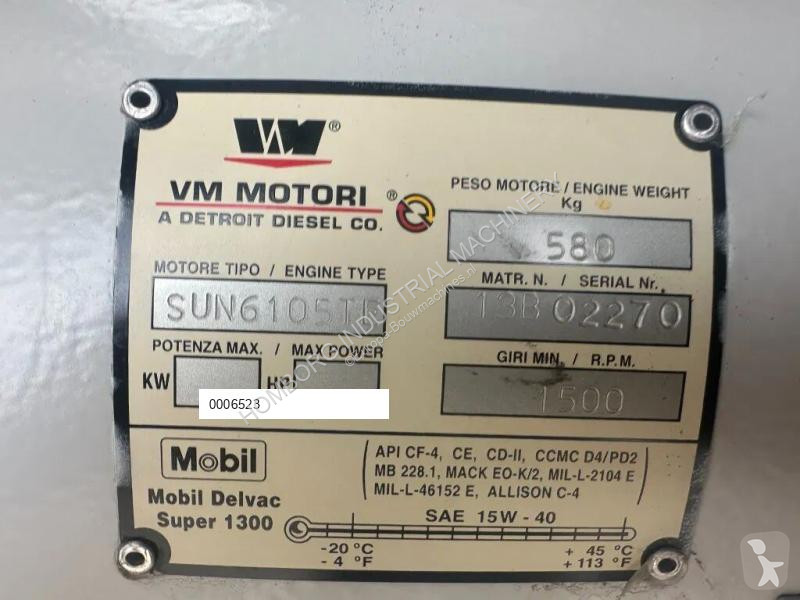 VM®
VM MOTORI ®
A DETROIT DIESEL CO.
PESO MOTORE / ENGINE WEIGHT
Kg
580
MOTORE TIPO / ENGINE TYPE
MATR. N. / SERIAL Nr.
13B 02270
POTENZA MAX. / MAX POWER
GIRI MIN. / R.P.M.
KW
1500
0006523
Mobil
Mobil Delvac
Super 1300
API CF-4, CE, CD-II, CCMC D4/PD2
MB 228.1, MACK EO-K/2, MIL-L-2104 E
MIL-L-46152 E, ALLISON C-4
SAE 15W - 40
-20 °C
- 4 °F
+ 45 °C
+ 113 °F
HOMBORG INDUSTRIAL MACHINERY